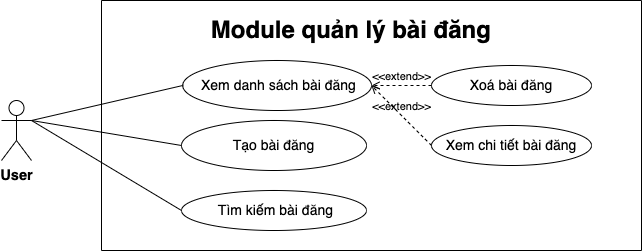 Module quản lý bài đăng
Xem danh sách bài đăng
<<extend>>
Xoá bài đăng
<<extend>>
Tạo bài đăng
Xem chi tiết bài đăng
User
Tìm kiếm bài đăng